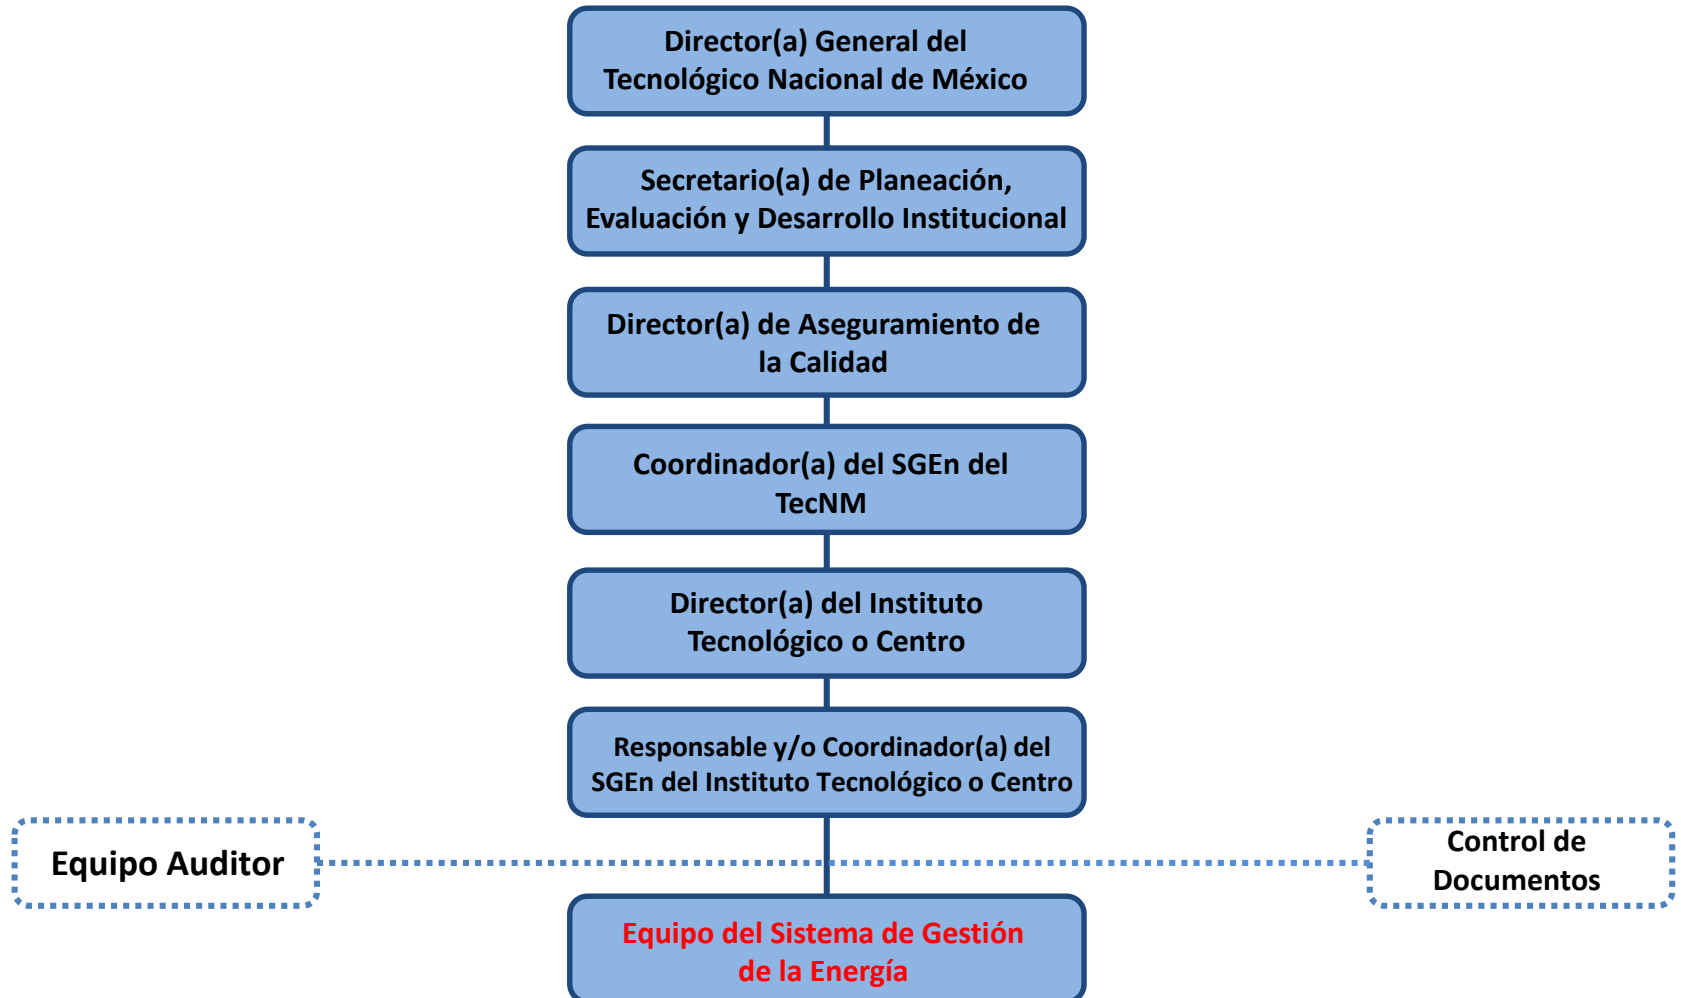 Director(a) General del
Tecnológico Nacional de México
Secretario(a) de Planeación,
Evaluación y Desarrollo Institucional
Director(a) de Aseguramiento de
la Calidad
Coordinador(a) del SGEn del
TecNM
Director(a) del Instituto
Tecnológico o Centro
Responsable y/o Coordinador(a) del
SGEn del Instituto Tecnológico o Centro
Equipo Auditor
Control de
Documentos
Equipo del Sistema de Gestión
de la Energía